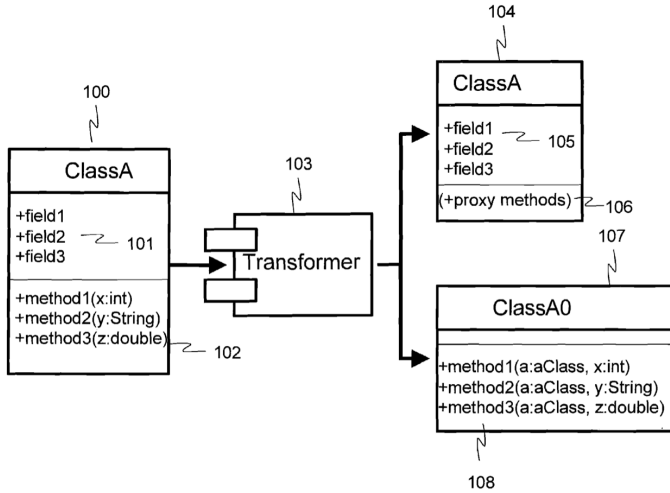 100
ClassA
+field1
+field2
+field3
101
+method1(x:int)
+method2(y:String)
+method3(z:double)
102
103
Transformer
104
ClassA
+field1
+field2
+field3
105
(+proxy methods)
106
107
ClassA0
+method1(a:aClass, x:int)
+method2(a:aClass, y:String)
+method3(a:aClass, z:double)
108